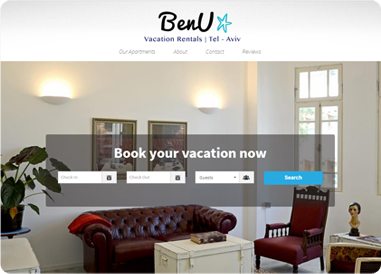 BenU
Vacation Rentals | Tel - Aviv
Our Apartments About Contact Reviews
Book your vacation now
Check In Check Out Guests Search